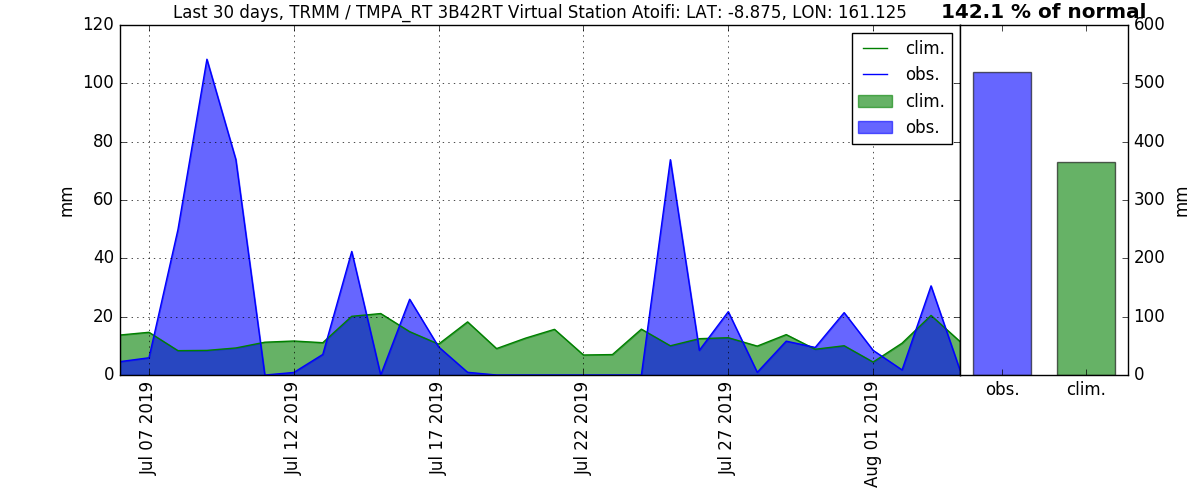 Last 30 days, TRMM / TMPA_RT 3B42RT Virtual Station Atoifi: LAT: -8.875, LON: 161.125
142.1 % of normal
120
100
80
60
40
20
0
mm
clim.
obs.
clim.
obs.
600
500
400
300
200
100
0
mm
Jul 07 2019
Jul 12 2019
Jul 17 2019
Jul 22 2019
Jul 27 2019
Aug 01 2019
obs.
clim.